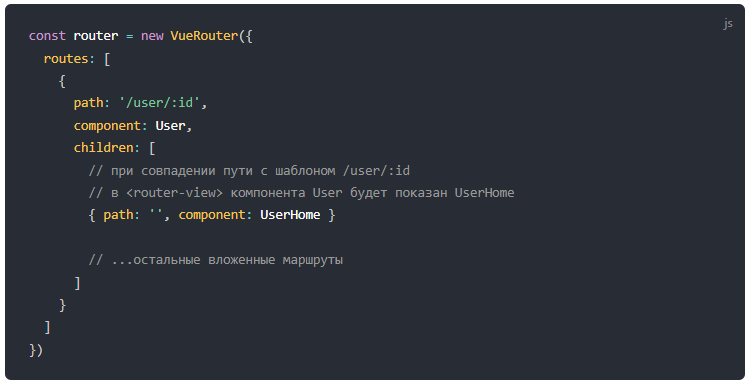 js
const router = new VueRouter({
  routes: [
    {
      path: '/user/:id',
      component: User,
      children: [
        // при совпадении пути с шаблоном /user/:id
        // в <router-view> компонента User будет показан UserHome
        { path: '', component: UserHome }

        // ...остальные вложенные маршруты
      ]
    }
  ]
})